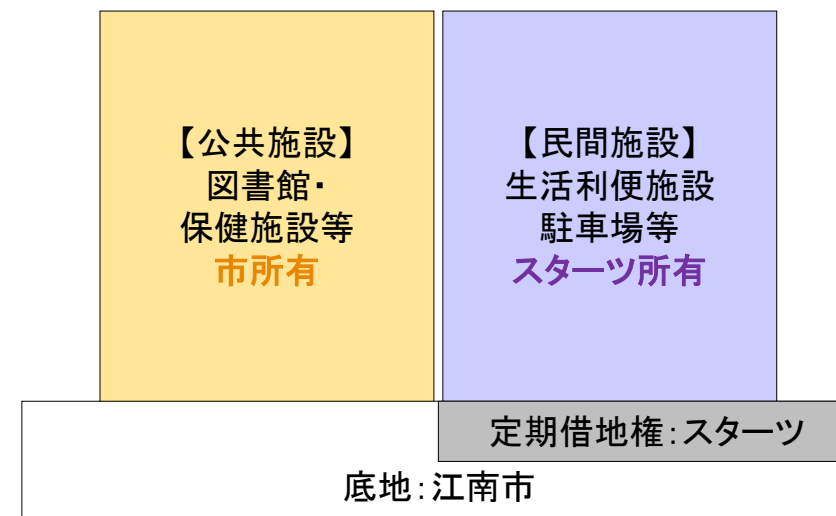 【公共施設】
図書館・
保健施設等
市所有
【民間施設】
生活利便施設
駐車場等
スターツ所有
定期借地権：スターツ
底地：江南市